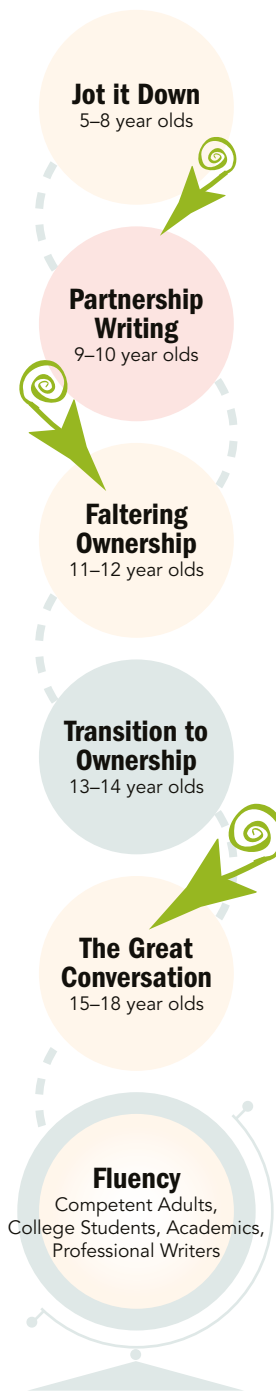 Jot it Down
5–8 year olds
Partnership
Writing
9–10 year olds
Faltering
Ownership
11–12 year olds
Transition to
Ownership
13–14 year olds
The Great
Conversation
15–18 year olds
Fluency
Competent Adults,
College Students, Academics,
Professional Writers